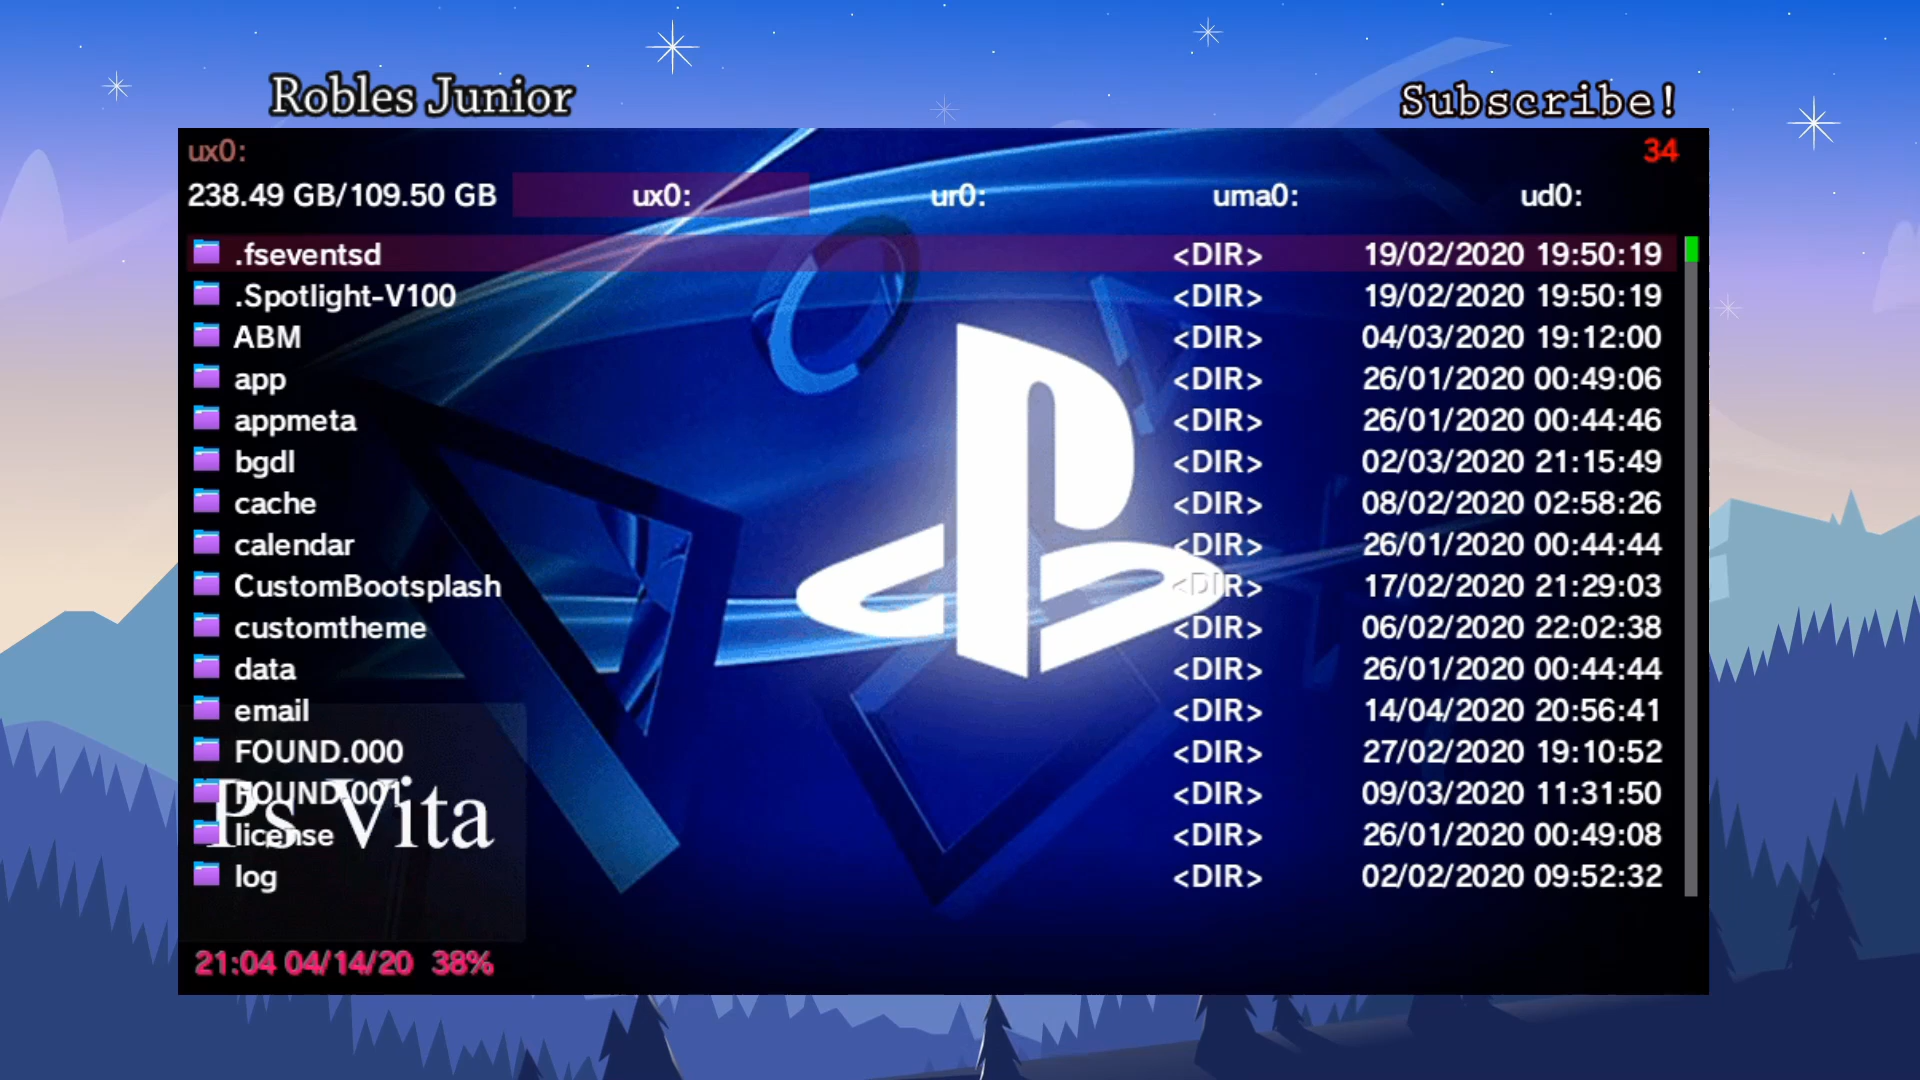 Robles Junior
Subscribe!
ux0:
34
238.49 GB/109.50 GB ux0: ur0: uma0: ud0:
.fseventsd <DIR> 19/02/2020 19:50:19
.Spotlight-V100 <DIR> 19/02/2020 19:50:19
ABM <DIR> 04/03/2020 19:12:00
app <DIR> 26/01/2020 00:49:06
appmeta <DIR> 26/01/2020 00:44:46
bgdl <DIR> 02/03/2020 21:15:49
cache <DIR> 08/02/2020 02:58:26
calendar <DIR> 26/01/2020 00:44:44
CustomBootsplash <DIR> 17/02/2020 21:29:03
customtheme <DIR> 06/02/2020 22:02:38
data <DIR> 26/01/2020 00:44:44
email <DIR> 14/04/2020 20:56:41
FOUND.000 <DIR> 27/02/2020 19:10:52
FOUND.001 <DIR> 09/03/2020 11:31:50
Ps Vita
license <DIR> 26/01/2020 00:49:08
log <DIR> 02/02/2020 09:52:32
21:04 04/14/20 38%